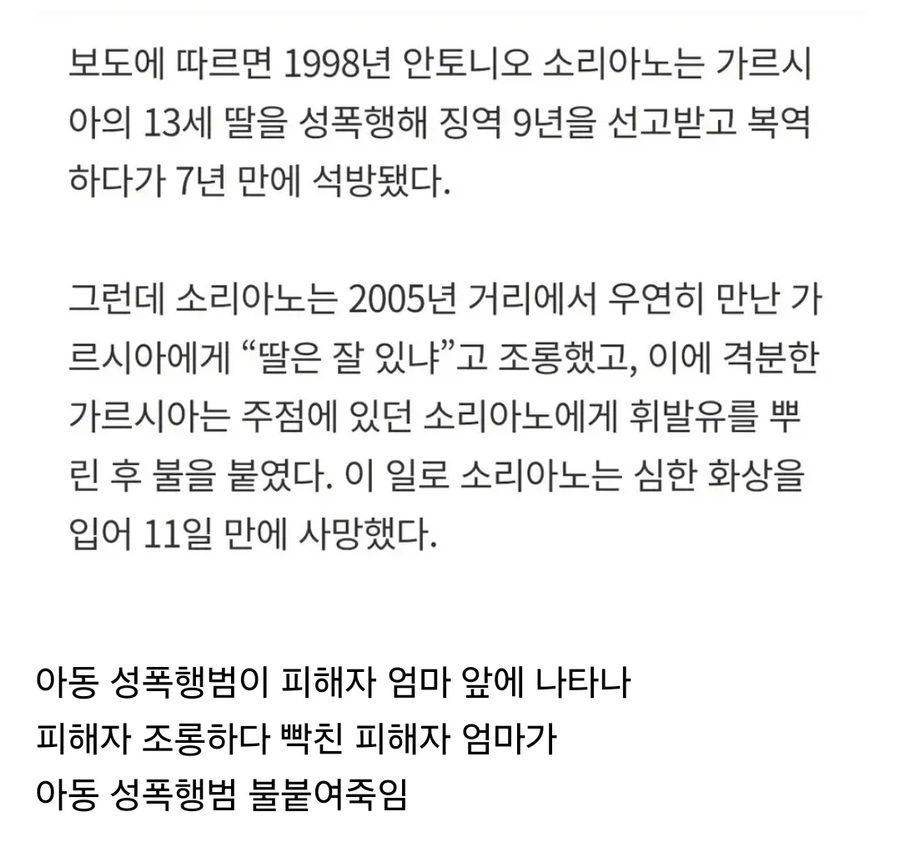 보도에 따르면 1998년 안토니오 소리아노는 가르시
아의 13세 딸을 성폭행해 징역 9년을 선고받고 복역
하다가 7년 만에 석방됐다.
그런데 소리아노는 2005년 거리에서 우연히 만난 가
르시아에게 “딸은 잘 있냐”고 조롱했고, 이에 격분한
가르시아는 주점에 있던 소리아노에게 휘발유를 뿌
린 후 불을 붙였다. 이 일로 소리아노는 심한 화상을
입어 11일 만에 사망했다.
아동 성폭행범이 피해자 엄마 앞에 나타나
피해자 조롱하다 빡친 피해자 엄마가
아동 성폭행범 불붙여죽임